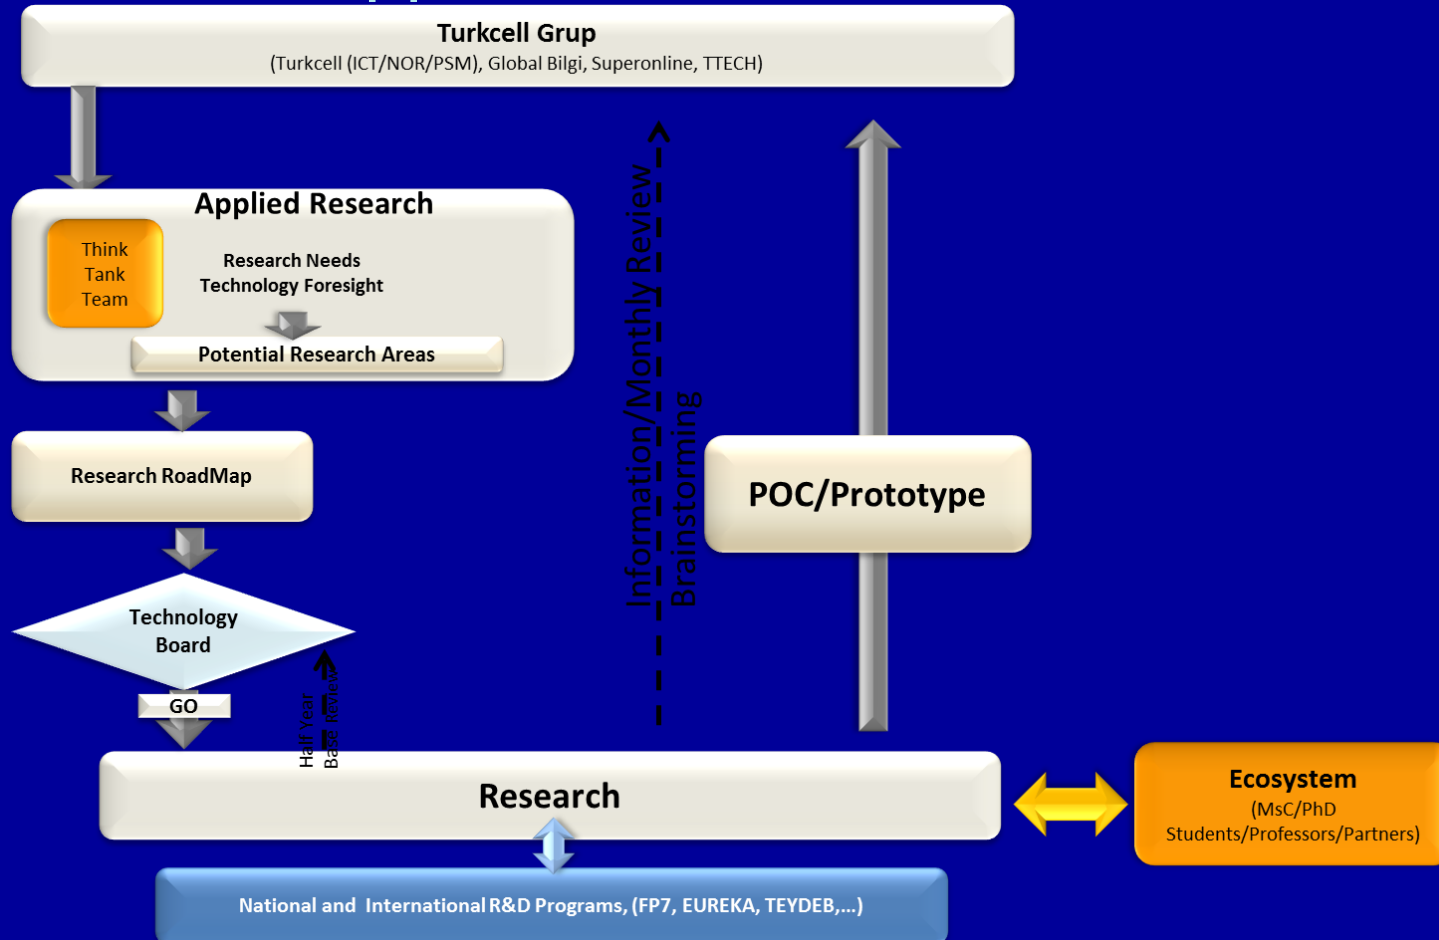 Turkcell Grup
(Turkcell (ICT/NOR/PSM), Global Bilgi, Superonline, TTECH)
Applied Research
Think
Tank
Team
Research Needs
Technology Foresight
Potential Research Areas
Research RoadMap
Technology
Board
GO
Half Year
Base Review
Information/Monthly Review
Brainstorming
POC/Prototype
Research
Ecosystem
(MsC/PhD
Students/Professors/Partners)
National and International R&D Programs, (FP7, EUREKA, TEYDEB,...)